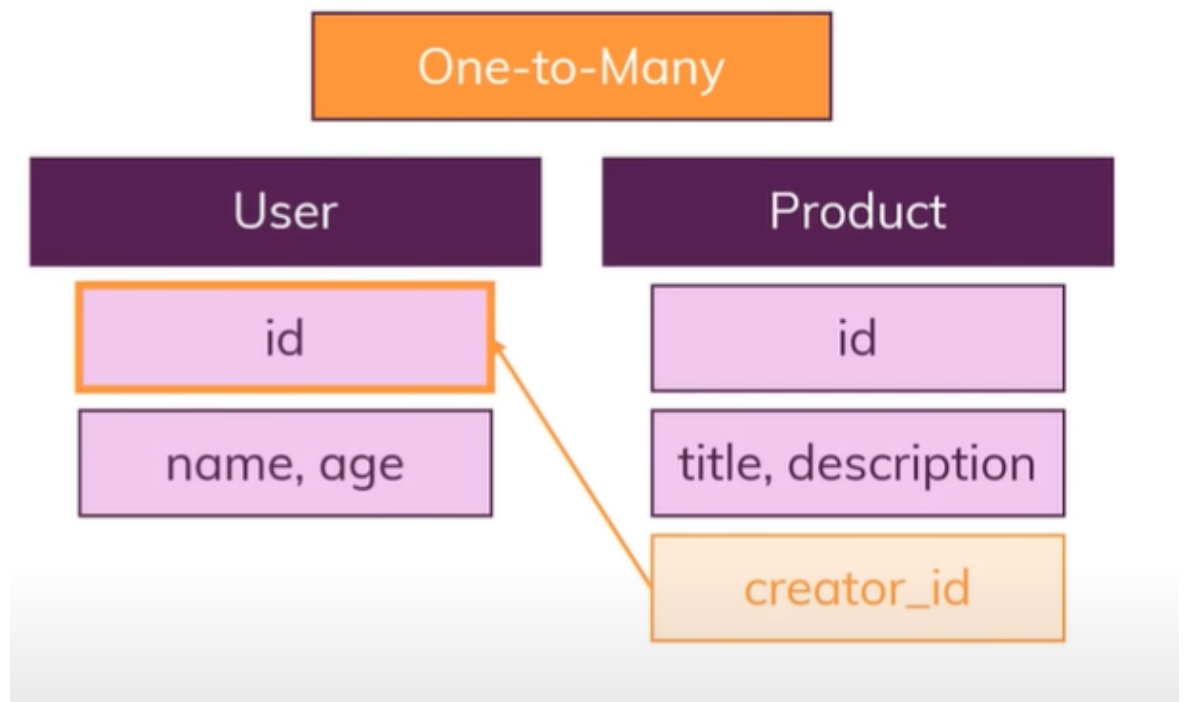 One-to-Many
User
id
name, age
Product
id
title, description
creator_id